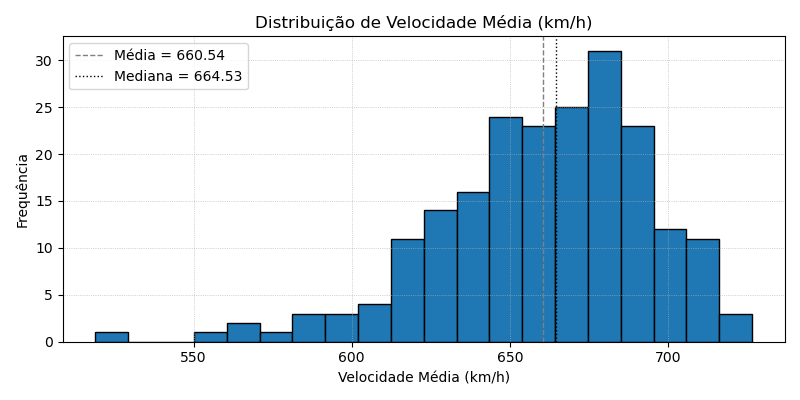 Distribuição de Velocidade Média (km/h)
Média = 660.54
Mediana = 664.53
30
25
20
15
10
5
0
Frequência
550
600
650
700
Velocidade Média (km/h)